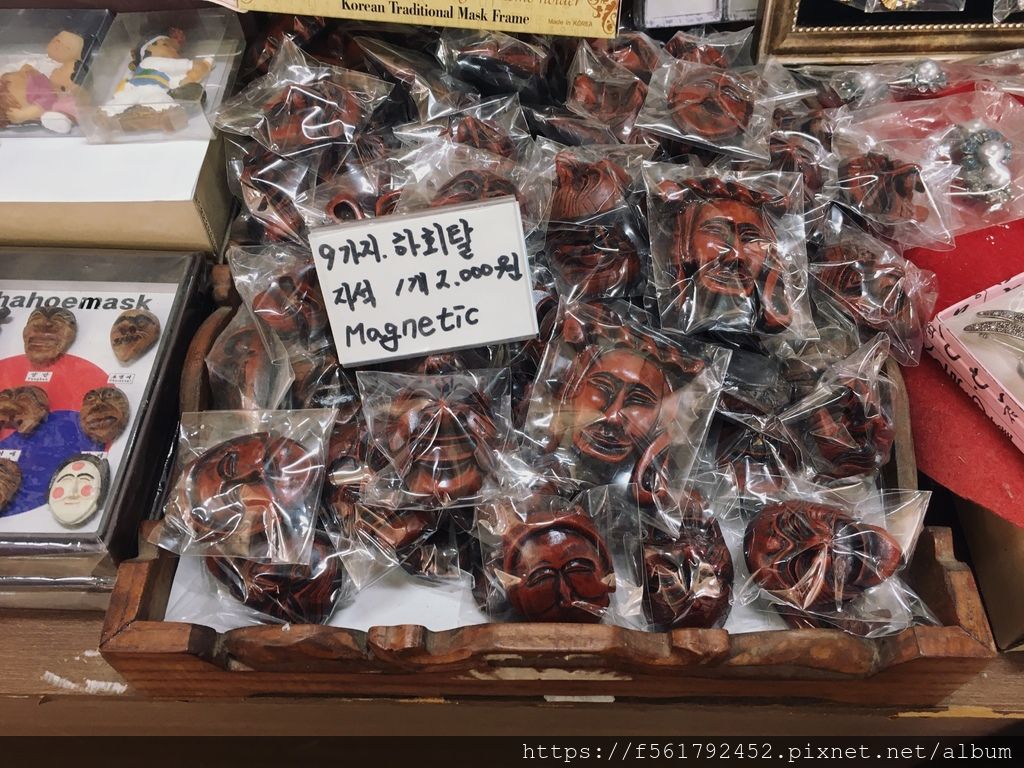 Korean Traditional Mask Frame
Made in KOREA
9가지. 하회탈
자석 1개 2.000원
Magnetic
hahoemask
https://f561792452.pixnet.net/album